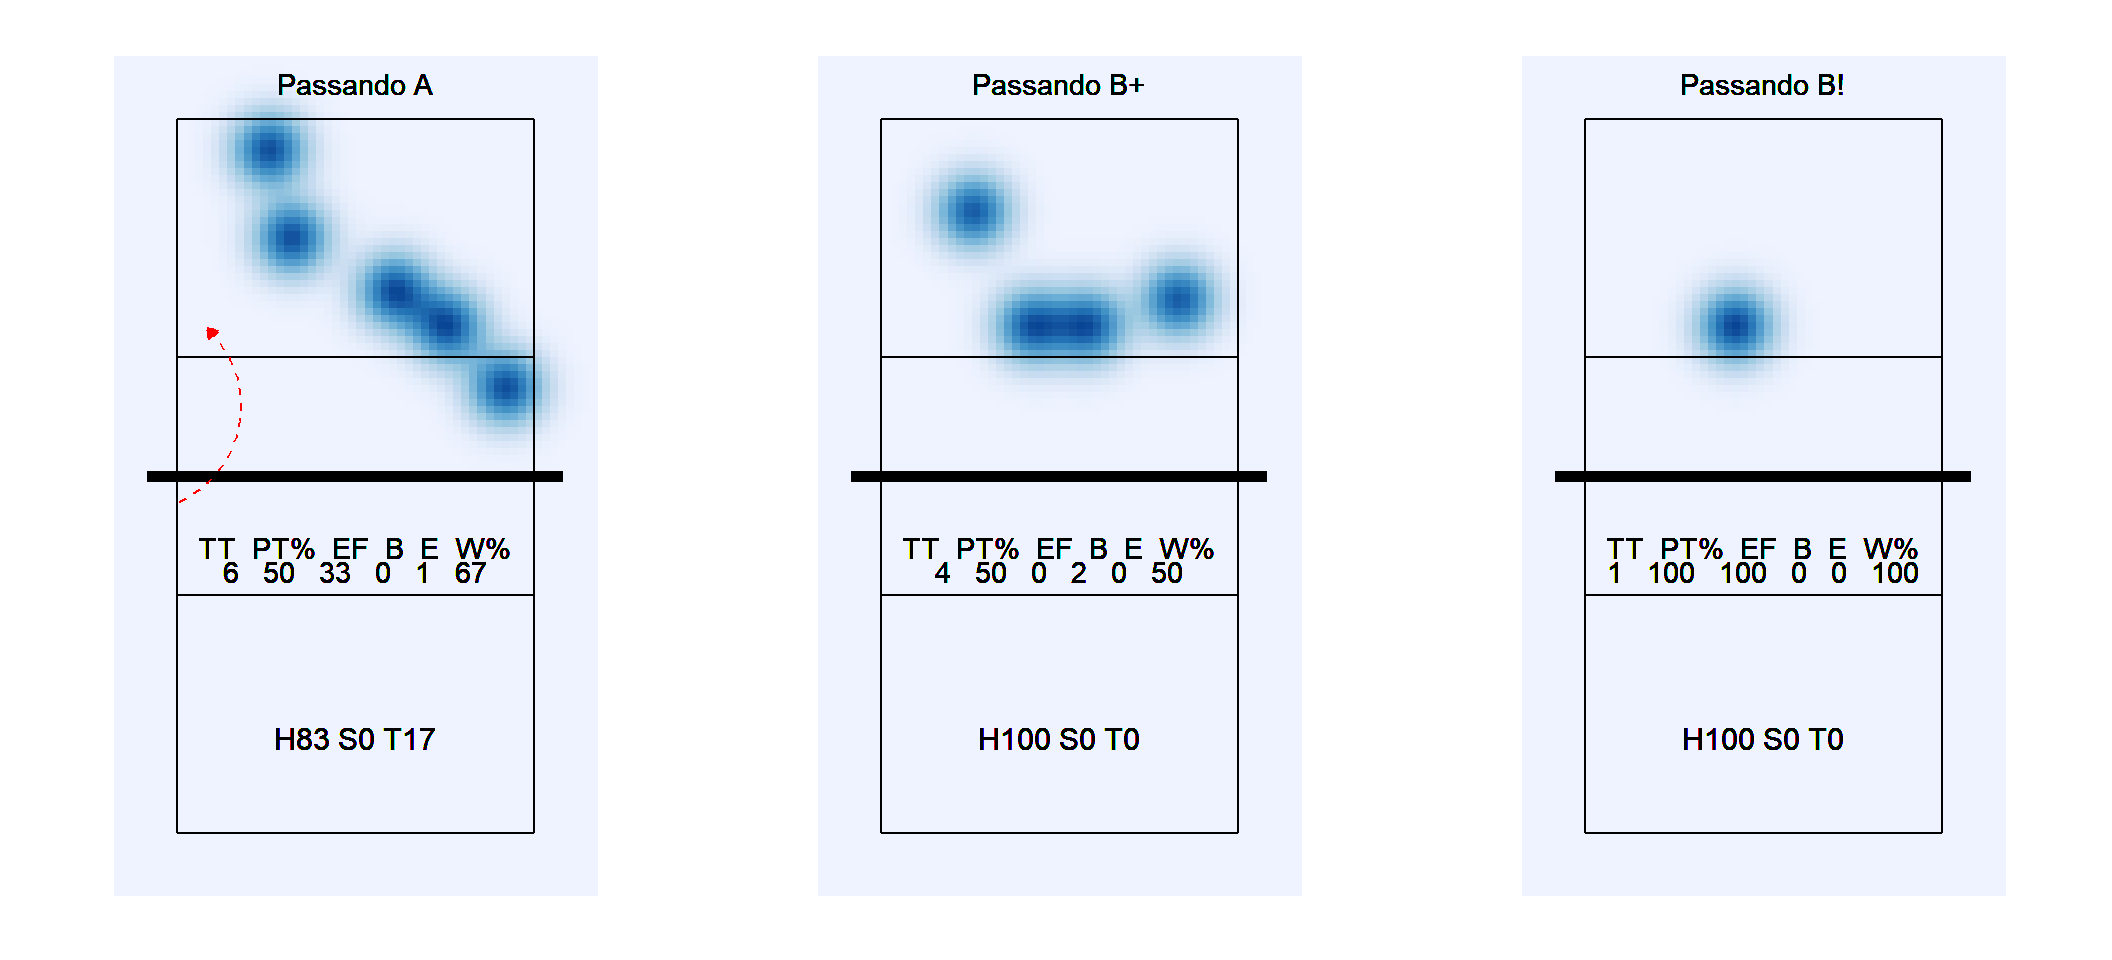 Passando A
TT PT% EF B E W%
6 50 33 0 1 67
H83 S0 T17
Passando B+
TT PT% EF B E W%
4 50 0 2 0 50
H100 S0 T0
Passando B!
TT PT% EF B E W%
1 100 100 0 0 100
H100 S0 T0